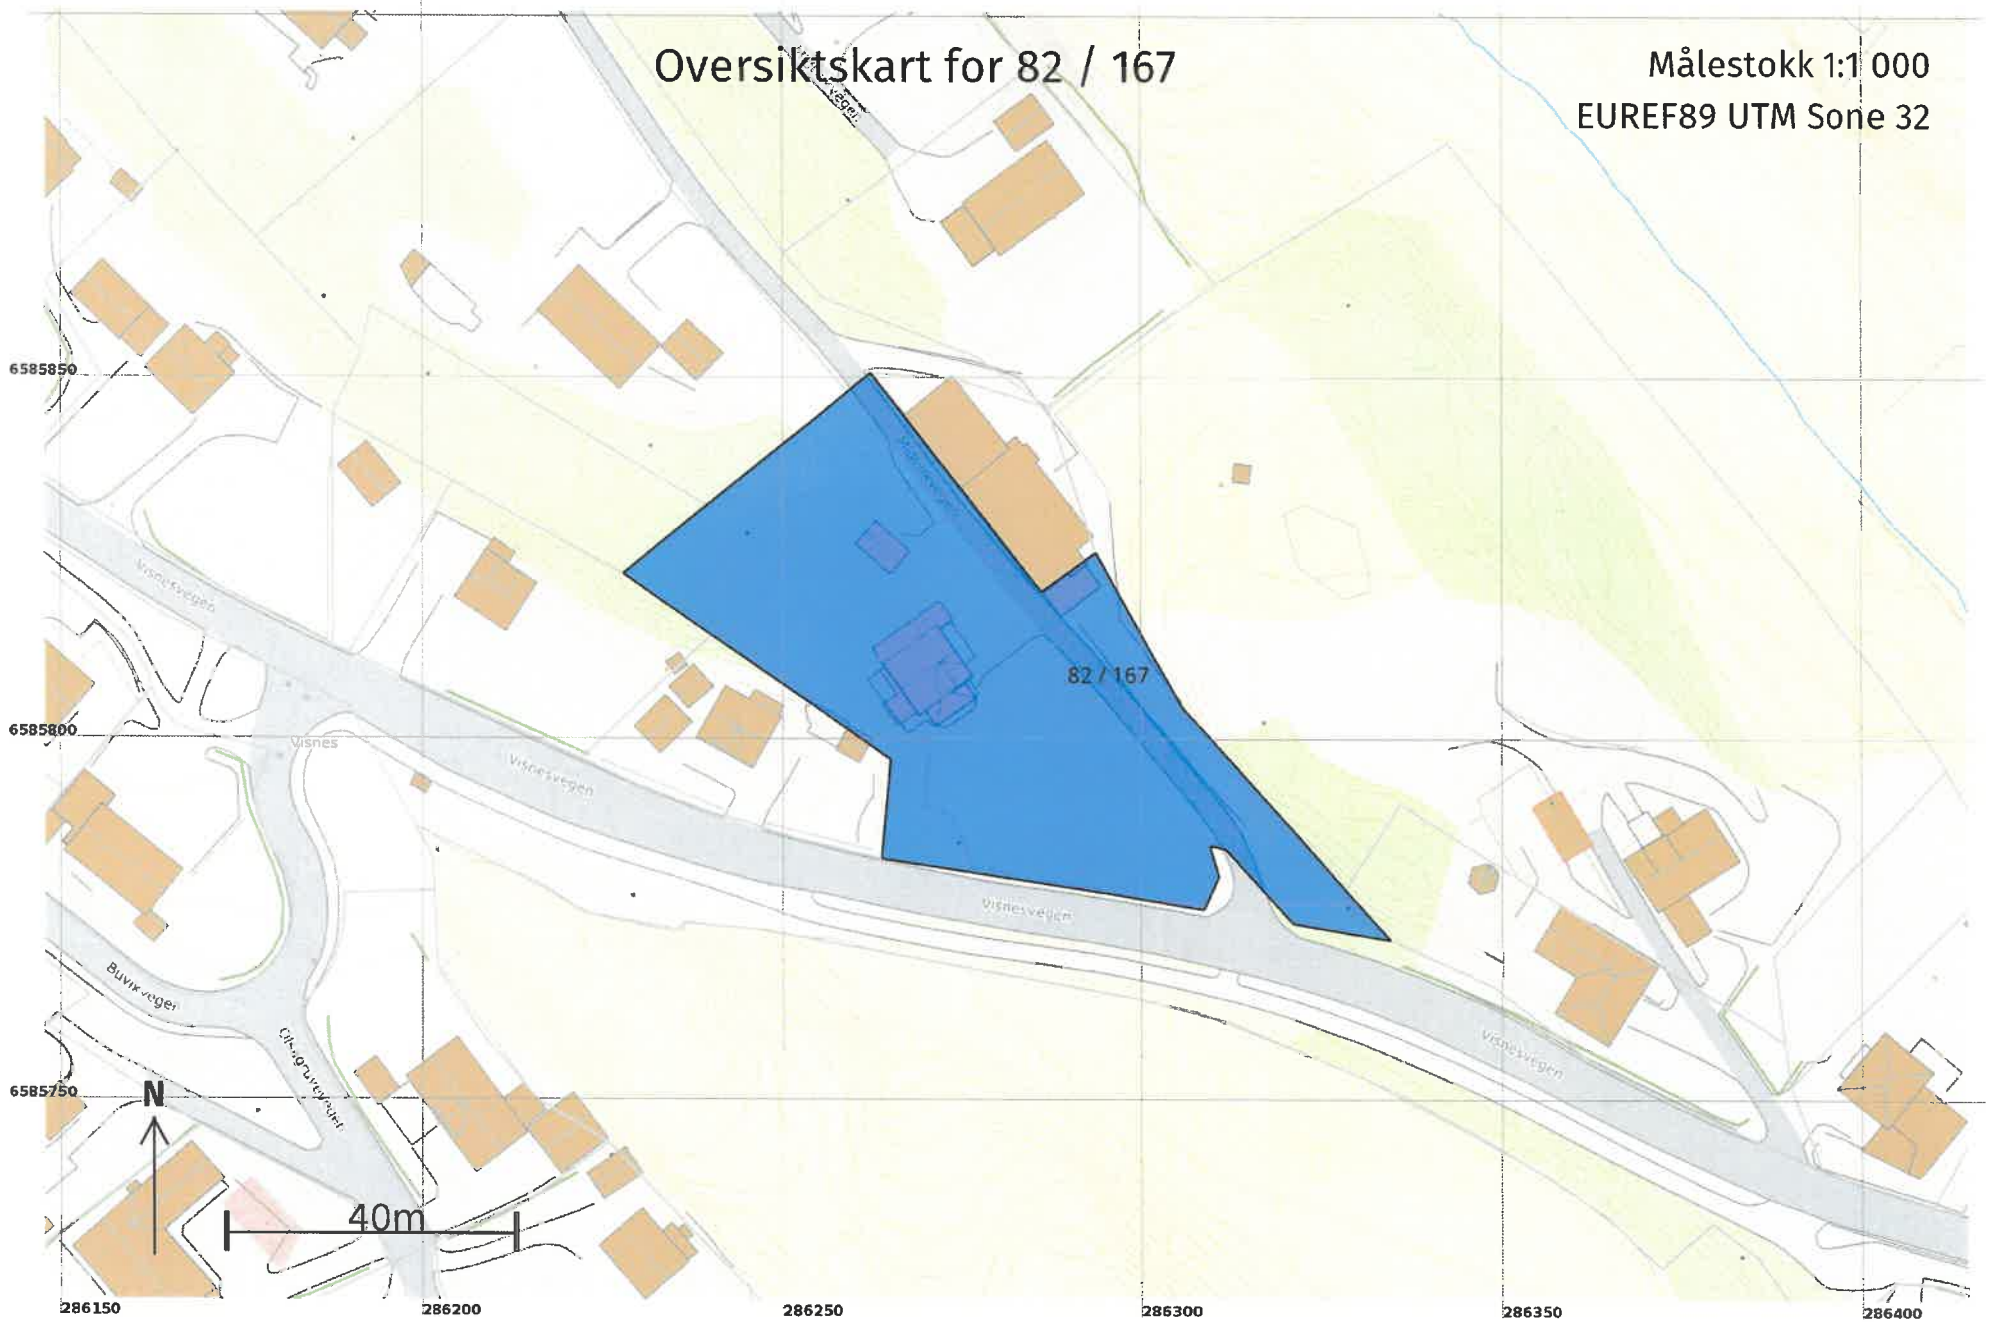 Oversiktskart for 82 / 167
Målestokk 1:1 000
EUREF89 UTM Sone 32
6585850
Visnesvegen
82 / 167
6585800
Visnes
Visnesvegen
Visnesvegen
Buvikvegen
Visnesvegen
6585750
N
40m
286150
286200
286250
286300
286350
286400